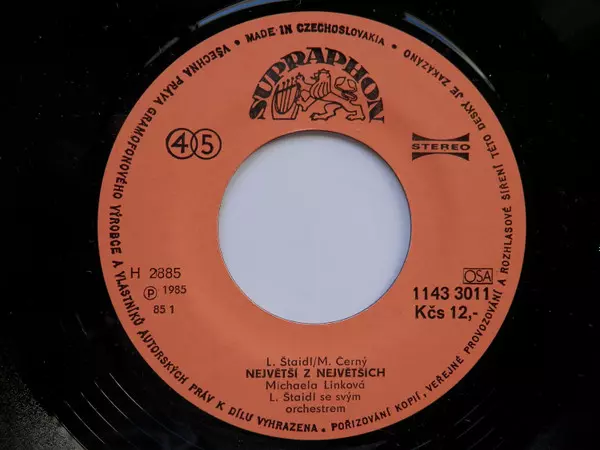 VŠECHNA PRÁVA GRAMOFONOVÉHO VÝROBCE A VLASTNÍKŮ AUTORSKÝCH PRÁV K DÍLU VYHRAZENA • POŘIZOVÁNÍ KOPIÍ, VEŘEJNÉ PROVOZOVÁNÍ A ROZHLASOVÉ ŠÍŘENÍ TÉTO DESKY JE ZAKÁZÁNO • MADE IN CZECHOSLOVAKIA •
SUPRAPHON
45
STEREO
H 2885
Ⓟ 1985
85 1
OSA
1143 3011
Kčs 12,-
L. Štaidl/M. Černý
NEJVĚTŠÍ Z NEJVĚTŠÍCH
Michaela Linková
L. Štaidl se svým
orchestrem